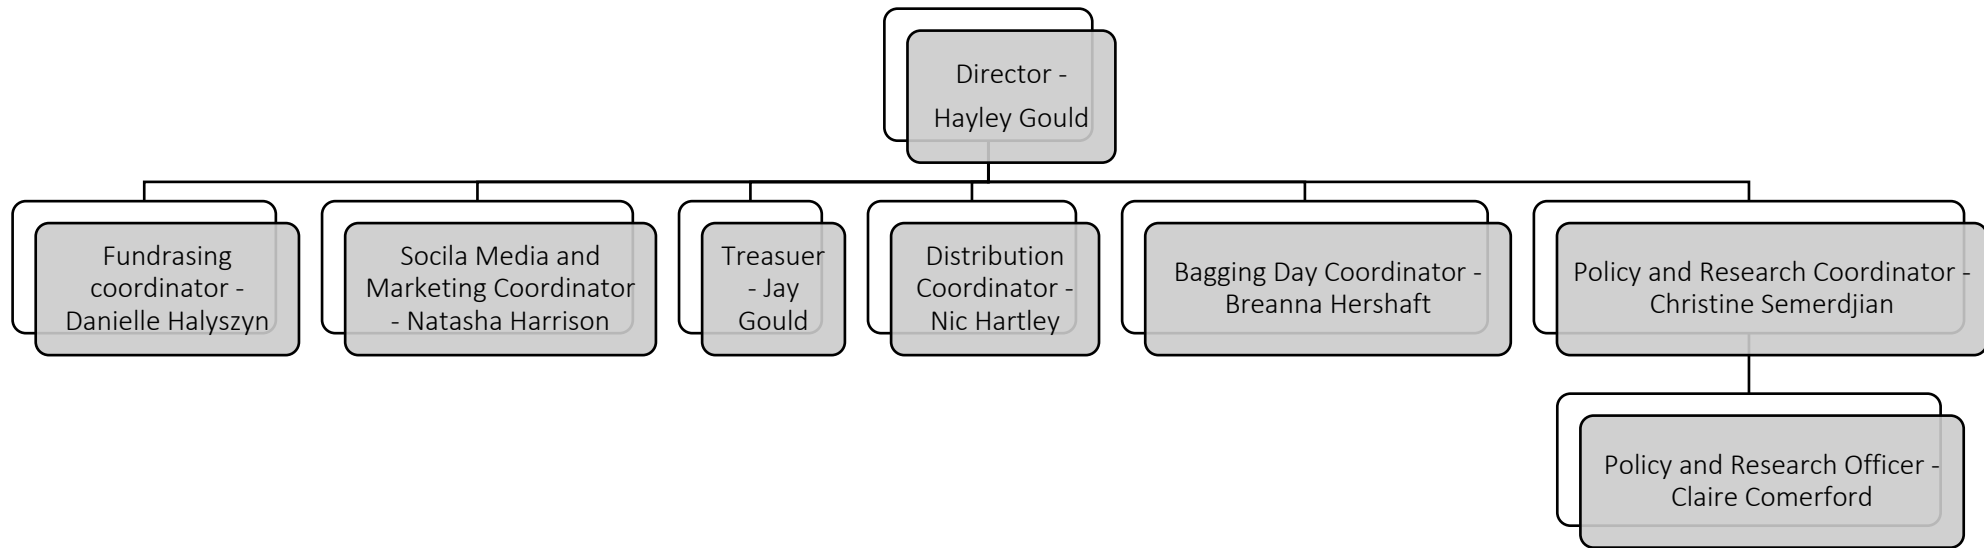 Director -
Hayley Gould
Fundrasing
coordinator -
Danielle Halyszyn
Socila Media and
Marketing Coordinator
- Natasha Harrison
Treasuer
- Jay
Gould
Distribution
Coordinator -
Nic Hartley
Bagging Day Coordinator -
Breanna Hershaft
Policy and Research Coordinator -
Christine Semerdjian
Policy and Research Officer -
Claire Comerford